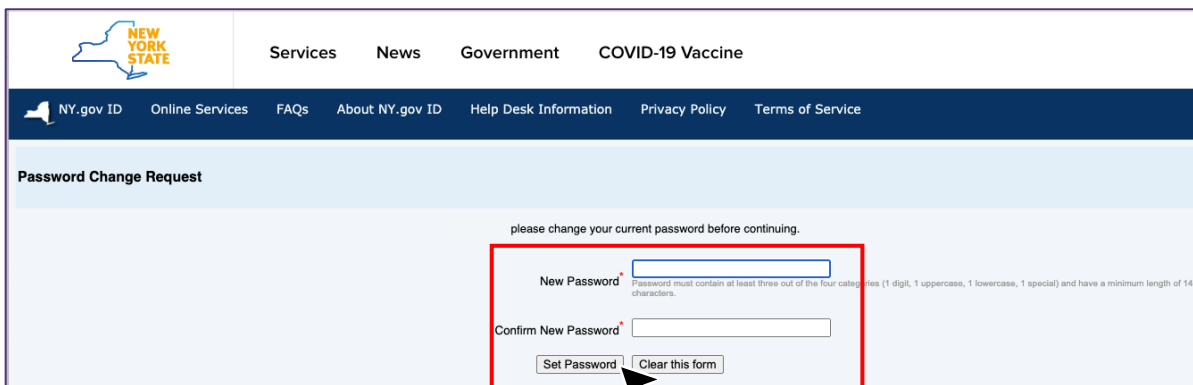 NEW
YORK
STATE
Services News Government COVID-19 Vaccine
NY.gov ID Online Services FAQs About NY.gov ID Help Desk Information Privacy Policy Terms of Service
Password Change Request
please change your current password before continuing.
New Password*
Password must contain at least three out of the four categories (1 digit, 1 uppercase, 1 lowercase, 1 special) and have a minimum length of 14
characters.
Confirm New Password*
Set Password Clear this form